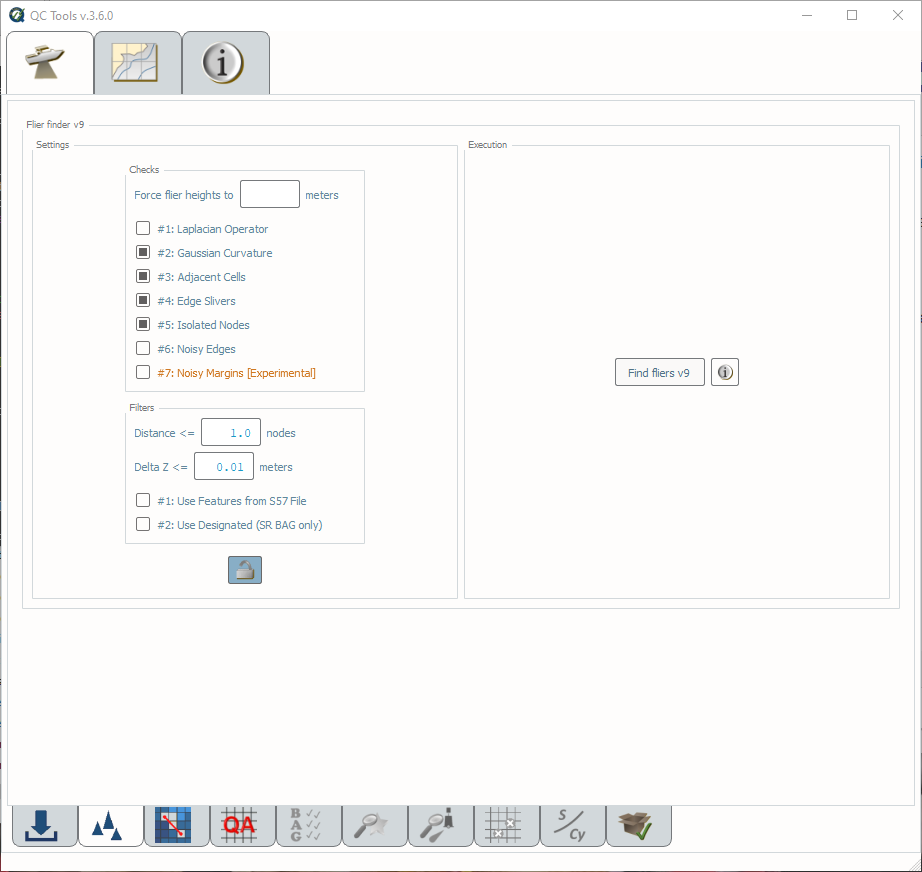 QC Tools v.3.6.0
Flier finder v9
Settings
Checks
Force flier heights to meters
#1: Laplacian Operator
#2: Gaussian Curvature
#3: Adjacent Cells
#4: Edge Slivers
#5: Isolated Nodes
#6: Noisy Edges
#7: Noisy Margins [Experimental]
Filters
Distance <= 1.0 nodes
Delta Z <= 0.01 meters
#1: Use Features from S57 File
#2: Use Designated (SR BAG only)
Execution
Find fliers v9
QA
BAG
S/Cy